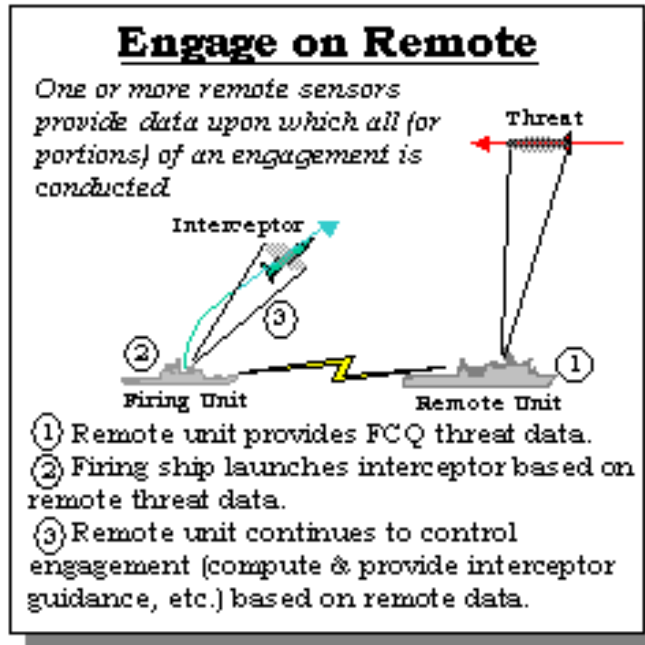 Engage on Remote
One or more remote sensors
provide data upon which all (or
portions) of an engagement is
conducted.
Threat
Interceptor
3
2
1
Firing Unit
Remote Unit
1 Remote unit provides FCQ threat data.
2 Firing ship launches interceptor based on
remote threat data.
3 Remote unit continues to control
engagement (compute & provide interceptor
guidance, etc.) based on remote data.